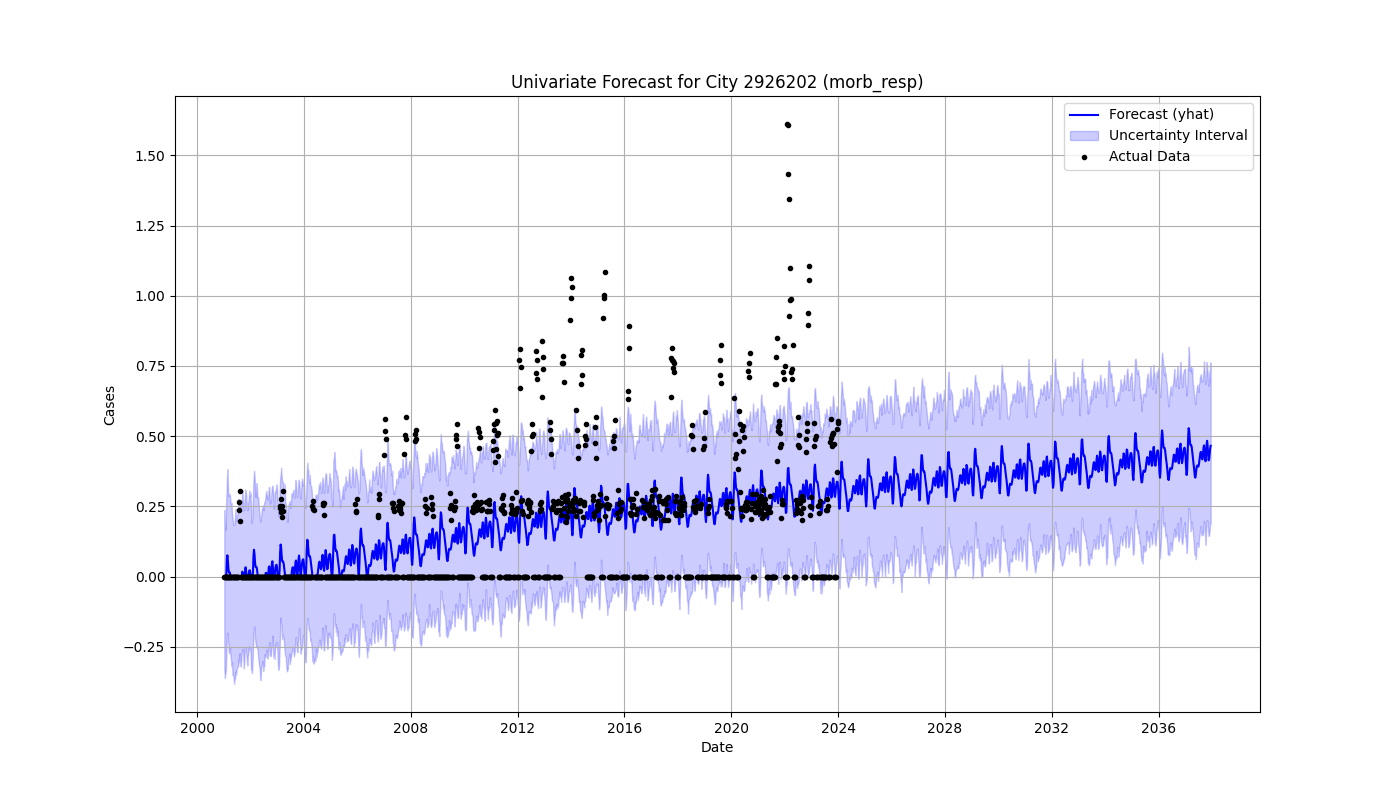 Univariate Forecast for City 2926202 (morb_resp)
Forecast (yhat)
Uncertainty Interval
Actual Data
1.50
1.25
1.00
0.75
0.50
0.25
0.00
−0.25
Cases
2000 2004 2008 2012 2016 2020 2024 2028 2032 2036
Date